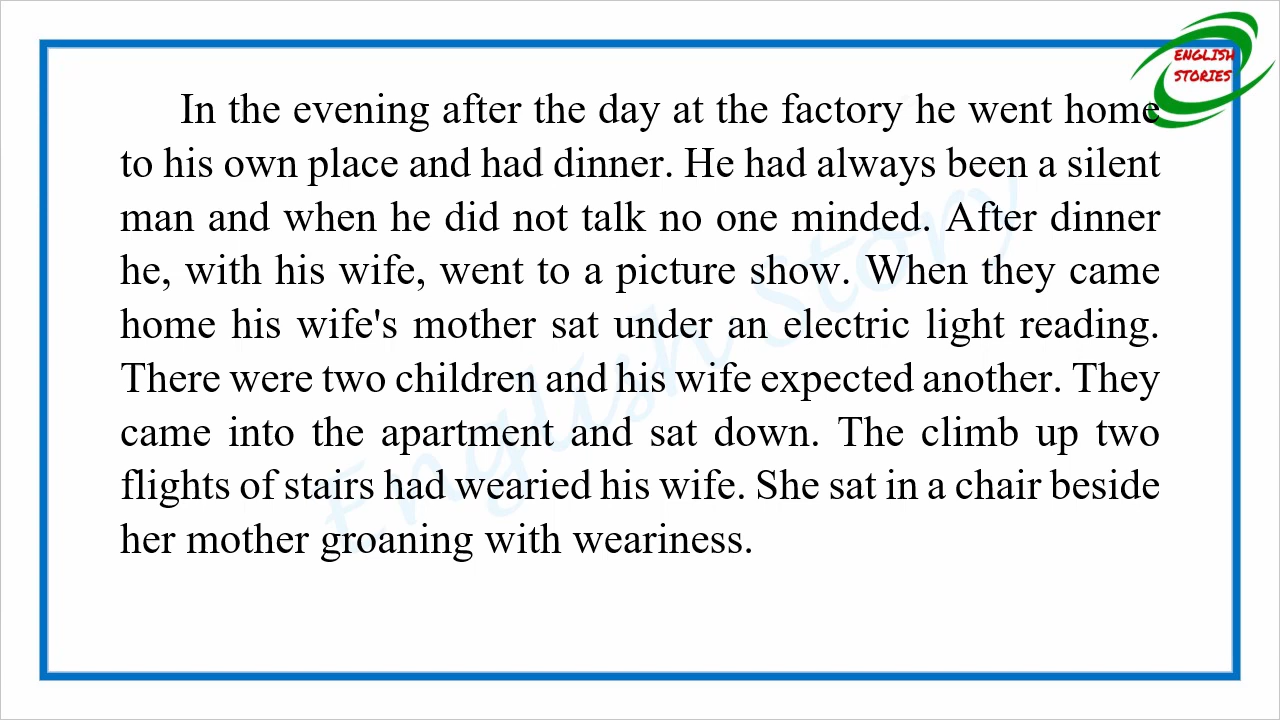 ENGLISH
STORIES
In the evening after the day at the factory he went home
to his own place and had dinner. He had always been a silent
man and when he did not talk no one minded. After dinner
he, with his wife, went to a picture show. When they came
home his wife's mother sat under an electric light reading.
There were two children and his wife expected another. They
came into the apartment and sat down. The climb up two
flights of stairs had wearied his wife. She sat in a chair beside
her mother groaning with weariness.
English Story